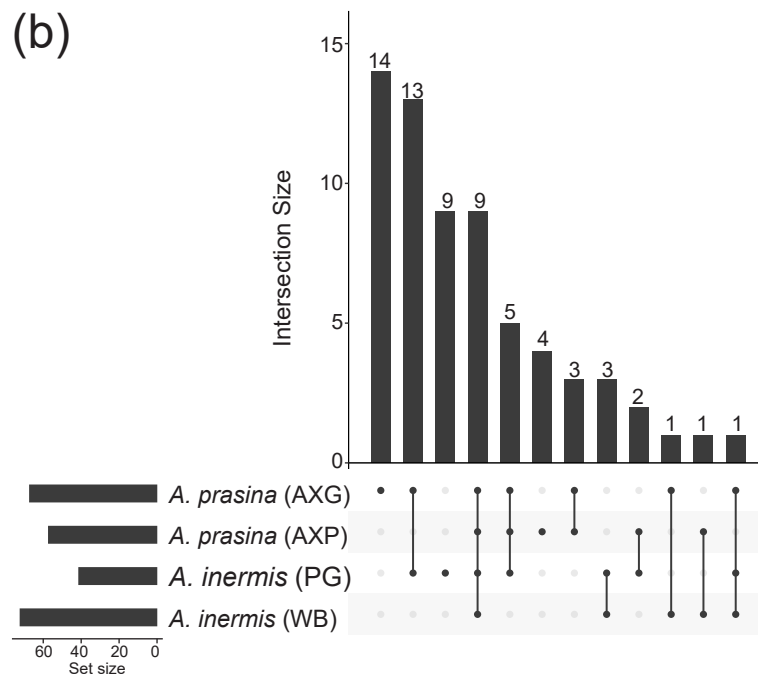 (b)
Intersection Size
15
10
5
0
14
13
9
9
5
4
3
3
2
1
1
1
A. prasina (AXG)
A. prasina (AXP)
A. inermis (PG)
A. inermis (WB)
60 40 20 0
Set size